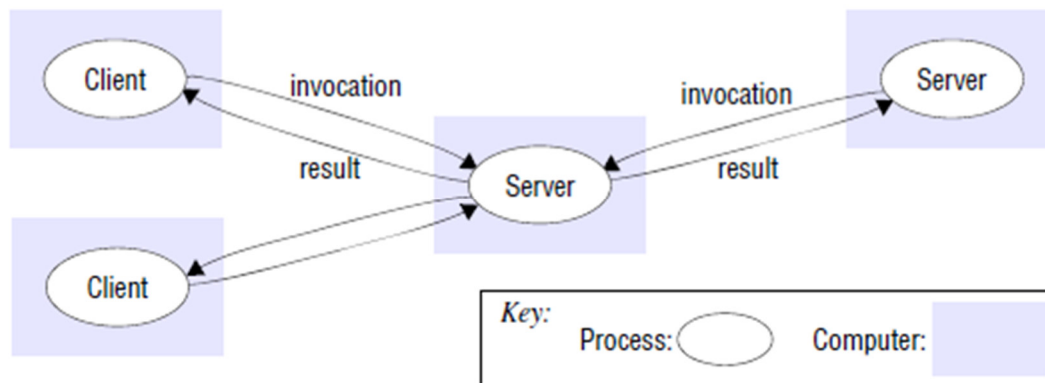 Client
invocation
result
Server
invocation
result
Server
Client
Key:
Process:
Computer: